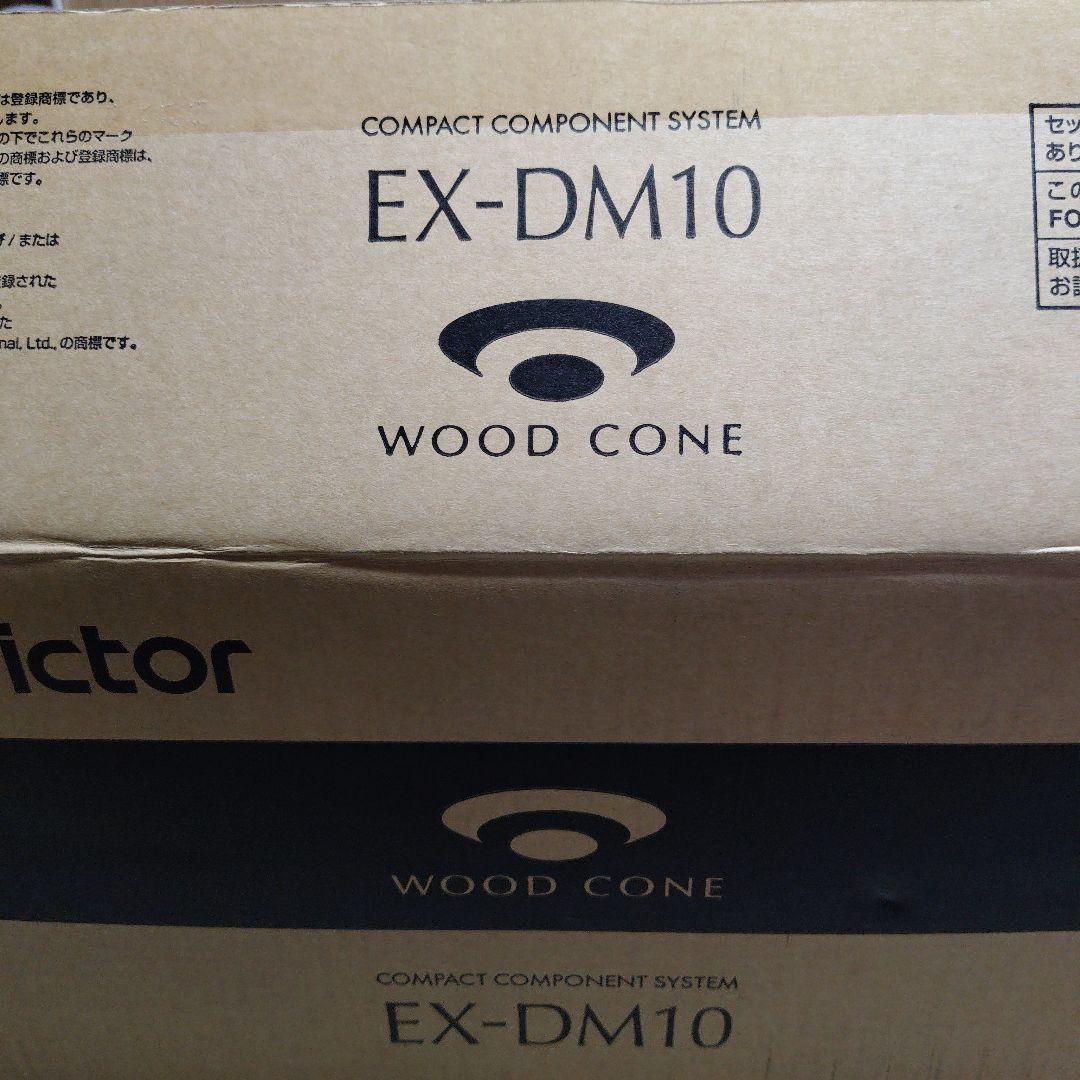 は登録商標であり、
します。
の下でこれらのマーク
の商標および登録商標は、
標です。
/ または
登録された
た
nal, Ltd., の商標です。
COMPACT COMPONENT SYSTEM
EX-DM10
WOOD CONE
セッ
あり
この
FO
取扱
お
ictor
WOOD CONE
COMPACT COMPONENT SYSTEM
EX-DM10